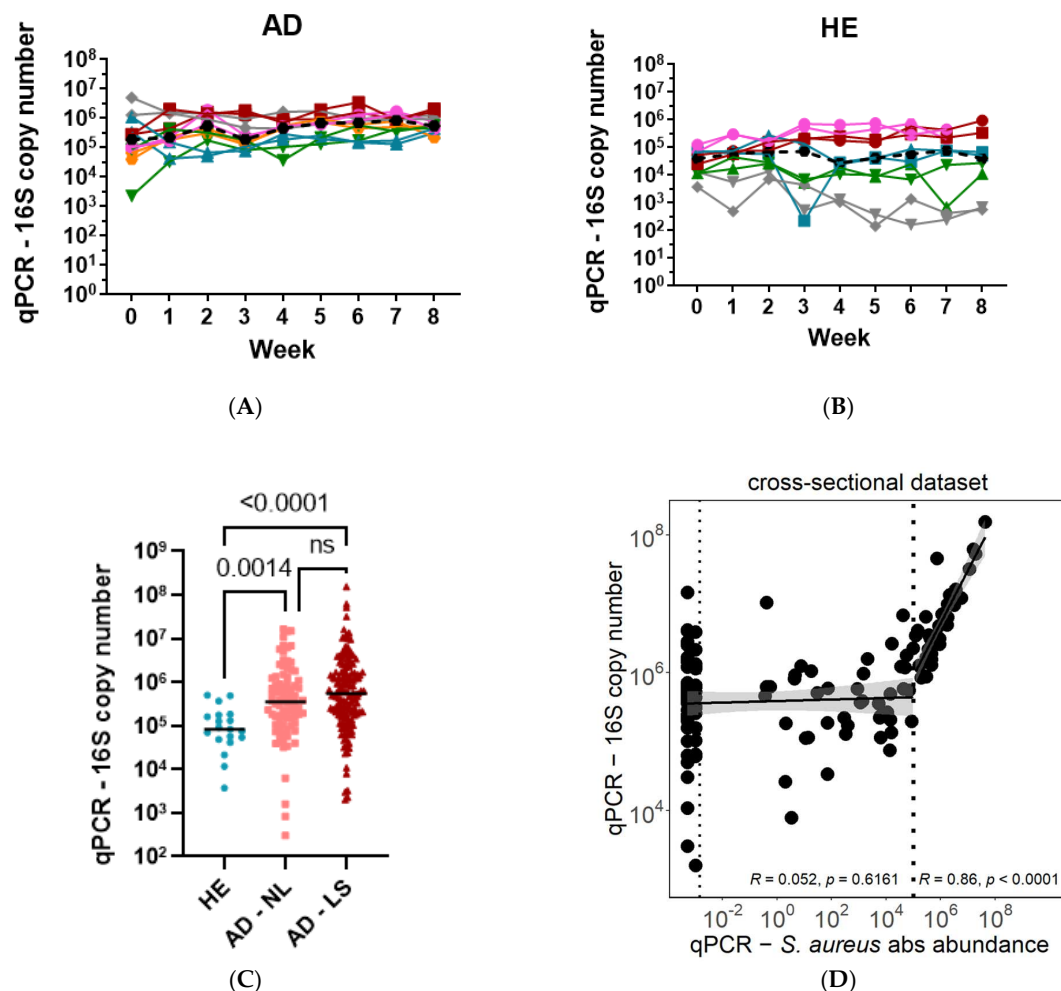 AD
qPCR - 16S copy number
10⁸
10⁷
10⁶
10⁵
10⁴
10³
10²
10¹
10⁰
0 1 2 3 4 5 6 7 8
Week
(A)
HE
qPCR - 16S copy number
10⁸
10⁷
10⁶
10⁵
10⁴
10³
10²
10¹
10⁰
0 1 2 3 4 5 6 7 8
Week
(B)
<0.0001
ns
0.0014
qPCR - 16S copy number
10⁹
10⁸
10⁷
10⁶
10⁵
10⁴
10³
10²
HE
AD - NL
AD - LS
(C)
cross-sectional dataset
qPCR − 16S copy number
10⁸
10⁶
10⁴
R = 0.052, p = 0.6161
R = 0.86, p < 0.0001
10⁻² 10⁰ 10² 10⁴ 10⁶ 10⁸
qPCR − S. aureus abs abundance
(D)